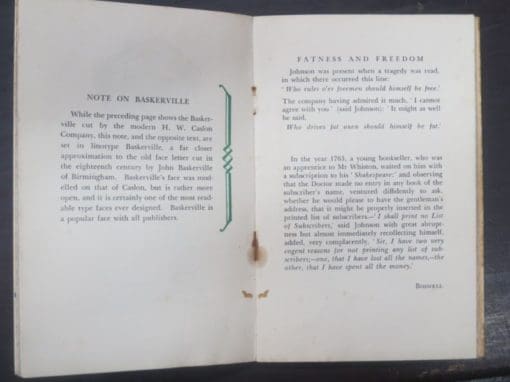 NOTE ON BASKERVILLE
While the preceding page shows the Basker-
ville cut by the modern H. W. Caslon
Company, this note, and the opposite text, are
set in linotype Baskerville, a far closer
approximation to the old face letter cut in
the eighteenth century by John Baskerville
of Birmingham. Baskerville's face was mod-
elled on that of Caslon, but is rather more
open, and it is certainly one of the most read-
able type faces ever designed. Baskerville is
a popular face with all publishers.
FATNESS AND FREEDOM
Johnson was present when a tragedy was read,
in which there occurred this line:
'Who rules o'er freemen should himself be free.'
The company having admired it much, 'I cannot
agree with you' (said Johnson): 'It might as well
be said,
Who drives fat oxen should himself be fat.'
In the year 1763, a young bookseller, who was
an apprentice to Mr Whiston, waited on him with
a subscription to his 'Shakespeare:' and observing
that the Doctor made no entry in any book of the
subscriber's name, ventured diffidently to ask,
whether he would please to have the gentleman's
address, that it might be properly inserted in the
printed list of subscribers.—'I shall print no List
of Subscribers,' said Johnson with great abrupt-
ness but almost immediately recollecting himself,
added, very complacently, 'Sir, I have two very
cogent reasons for not printing any list of sub-
scribers;—one, that I have lost all the names,—the
other, that I have spent all the money.'
BOSWELL